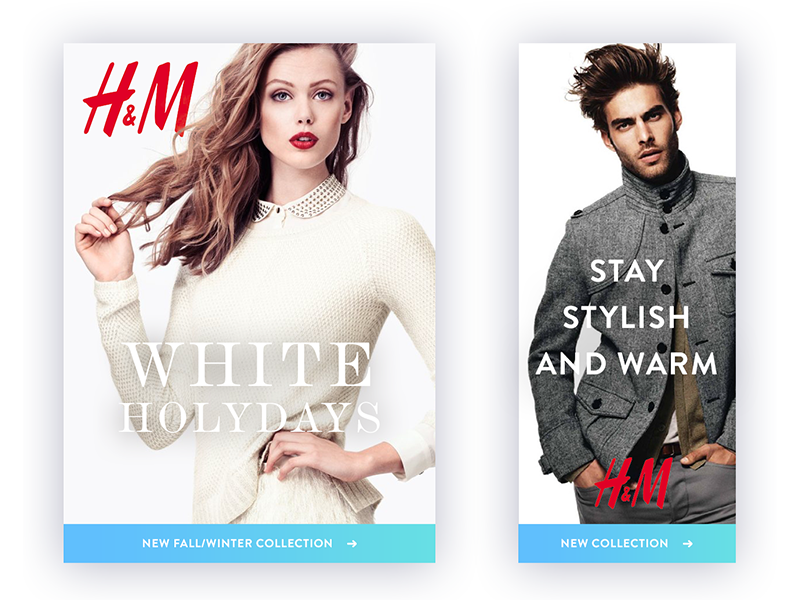 H&M
WHITE
HOLYDAYS
NEW FALL/WINTER COLLECTION →
STAY
STYLISH
AND WARM
H&M
NEW COLLECTION →